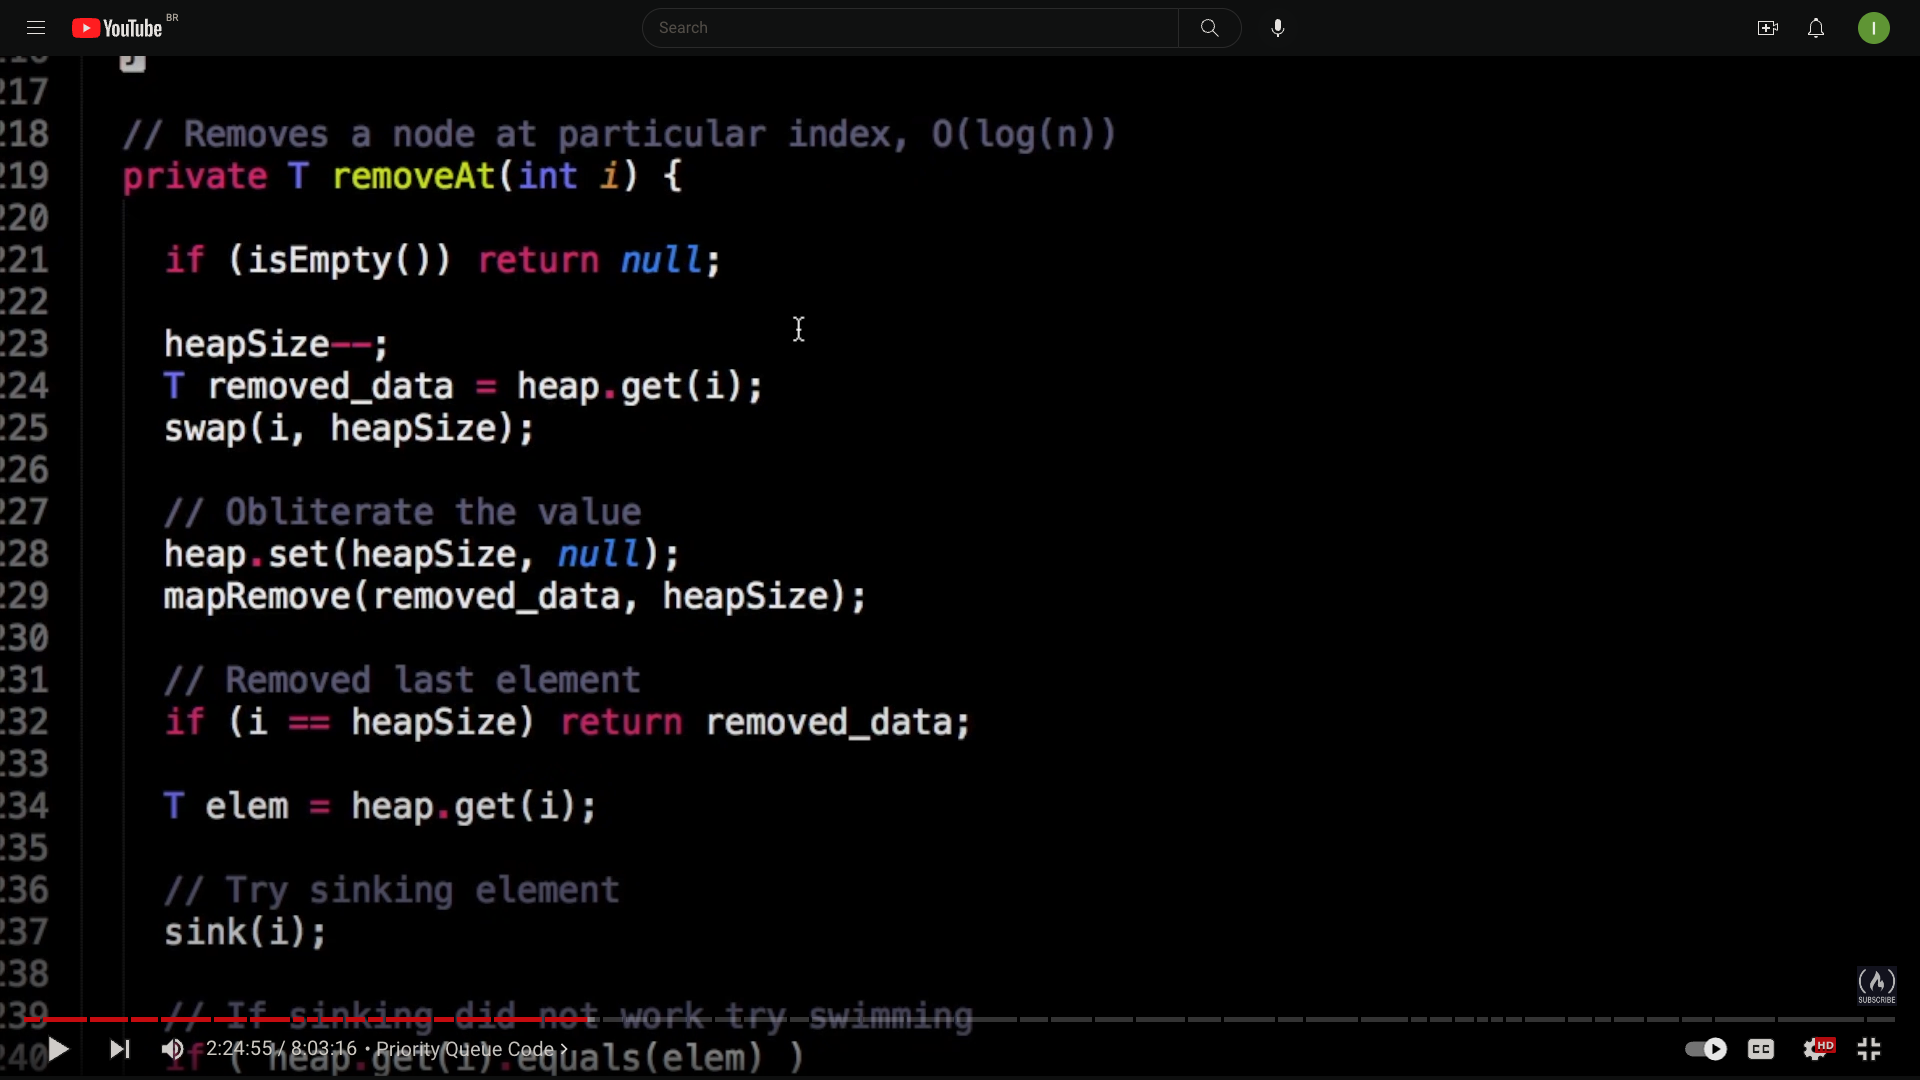 YouTube BR
Search
I
217
218 // Removes a node at particular index, O(log(n))
219 private T removeAt(int i) {
220
221 if (isEmpty()) return null;
222
223 heapSize--;
224 T removed_data = heap.get(i);
225 swap(i, heapSize);
226
227 // Obliterate the value
228 heap.set(heapSize, null);
229 mapRemove(removed_data, heapSize);
230
231 // Removed last element
232 if (i == heapSize) return removed_data;
233
234 T elem = heap.get(i);
235
236 // Try sinking element
237 sink(i);
238
239 // If sinking did not work try swimming
240 if ( heap.get(i).equals(elem) )
SUBSCRIBE
2:24:55 / 8:03:16 • Priority Queue Code >
CC
HD